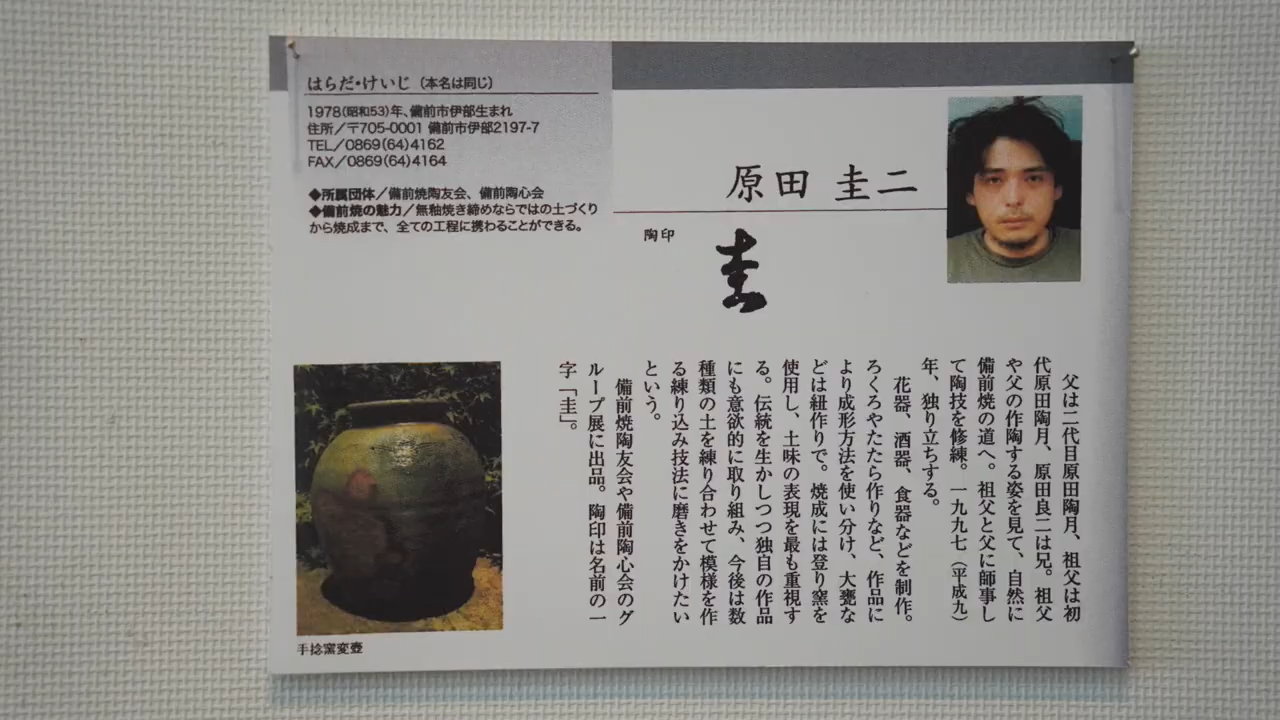 はらだ・けいじ（本名は同じ）
1978（昭和53）年、備前市伊部生まれ
住所／〒705-0001 備前市伊部2197-7
TEL／0869(64)4162
FAX／0869(64)4164
◆所属団体／備前焼陶友会、備前陶心会
◆備前焼の魅力／無釉焼き締めならではの土づくり
から焼成まで、全ての工程に携わることができる。
原田 圭二
陶印
圭
父は二代目原田陶月、祖父は初
代原田陶月、原田良二は兄。祖父
や父の作陶する姿を見て、自然に
備前焼の道へ。祖父と父に師事し
て陶技を修練。一九九七（平成九）
年、独り立ちする。
花器、酒器、食器などを制作。
ろくろやたたら作りなど、作品に
より成形方法を使い分け、大甕な
どは紐作りで。焼成には登り窯を
使用し、土味の表現を最も重視す
る。伝統を生かしつつ独自の作品
にも意欲的に取り組み、今後は数
種類の土を練り合わせて模様を作
る練り込み技法に磨きをかけたい
という。
備前焼陶友会や備前陶心会のグ
ループ展に出品。陶印は名前の一
字「圭」。
手捻窯変壺